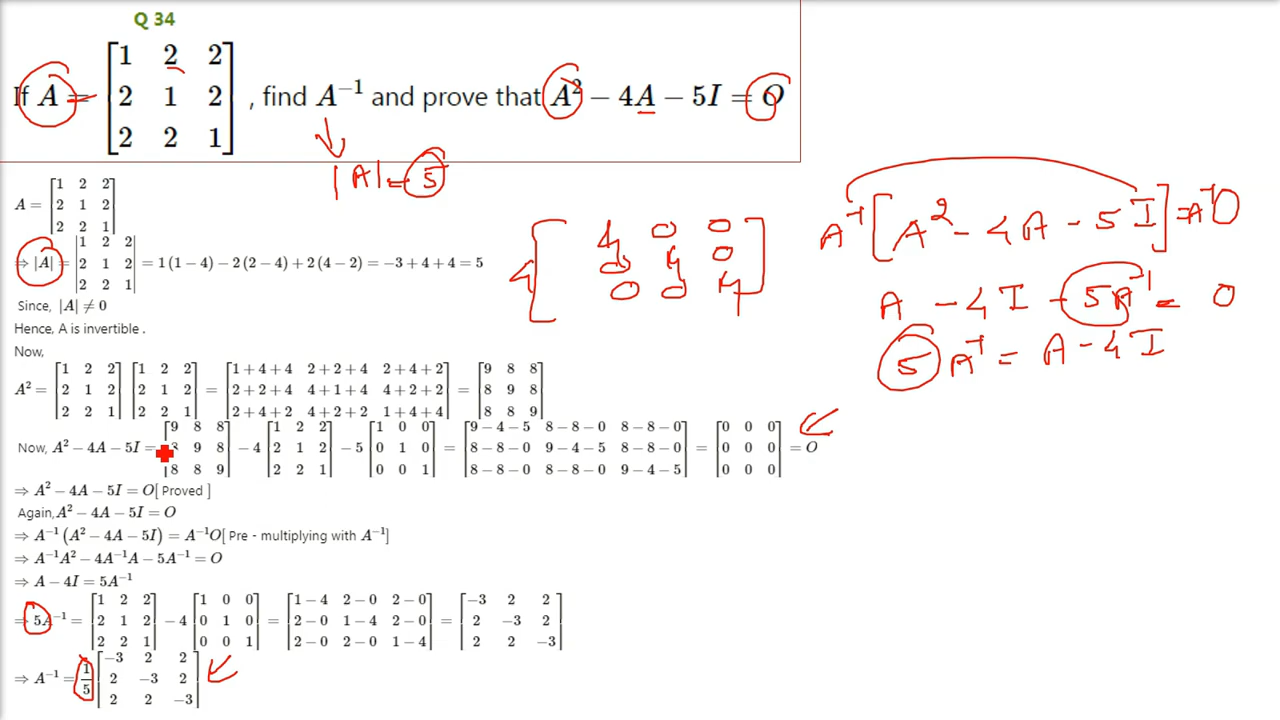 Q 34
If A = [1 2 2
2 1 2
2 2 1] , find A⁻¹ and prove that A² − 4A − 5I = O
|A| = 5
A⁻¹[A² − 4A − 5I] = A⁻¹O
A − 4I − 5A⁻¹ = 0
5A⁻¹ = A − 4I
4 [4 0 0
0 4 0
0 0 4]
A = [1 2 2
2 1 2
2 2 1]
⇒ |A| = |1 2 2
2 1 2
2 2 1| = 1(1 − 4) − 2(2 − 4) + 2(4 − 2) = −3 + 4 + 4 = 5
Since, |A| ≠ 0
Hence, A is invertible .
Now,
A² = [1 2 2 [1 2 2 = [1+4+4 2+2+4 2+4+2 = [9 8 8
2 1 2 2 1 2 2+2+4 4+1+4 4+2+2 8 9 8
2 2 1] 2 2 1] 2+4+2 4+2+2 1+4+4] 8 8 9]
Now, A² − 4A − 5I = [9 8 8 − 4 [1 2 2 − 5 [1 0 0 = [9−4−5 8−8−0 8−8−0 = [0 0 0 = O
9 8 2 1 2 0 1 0 8−8−0 9−4−5 8−8−0 0 0 0
8 8 9] 2 2 1] 0 0 1] 8−8−0 8−8−0 9−4−5] 0 0 0]
⇒ A² − 4A − 5I = O[ Proved ]
Again, A² − 4A − 5I = O
⇒ A⁻¹(A² − 4A − 5I) = A⁻¹O[ Pre - multiplying with A⁻¹]
⇒ A⁻¹A² − 4A⁻¹A − 5A⁻¹ = O
⇒ A − 4I = 5A⁻¹
⇒ 5A⁻¹ = [1 2 2 − 4 [1 0 0 = [1−4 2−0 2−0 = [−3 2 2
2 1 2 0 1 0 2−0 1−4 2−0 2 −3 2
2 2 1] 0 0 1] 2−0 2−0 1−4] 2 2 −3]
⇒ A⁻¹ = 1/5 [−3 2 2
2 −3 2
2 2 −3]